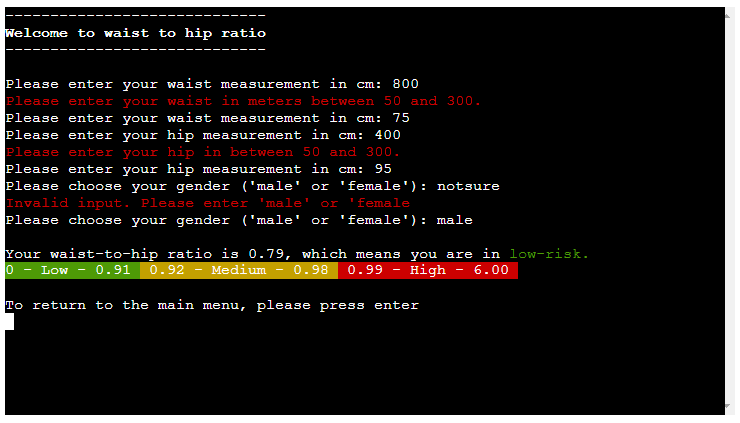 -----------------------------
Welcome to waist to hip ratio
-----------------------------
Please enter your waist measurement in cm: 800
Please enter your waist in meters between 50 and 300.
Please enter your waist measurement in cm: 75
Please enter your hip measurement in cm: 400
Please enter your hip in between 50 and 300.
Please enter your hip measurement in cm: 95
Please choose your gender ('male' or 'female'): notsure
Invalid input. Please enter 'male' or 'female
Please choose your gender ('male' or 'female'): male
Your waist-to-hip ratio is 0.79, which means you are in low-risk.
0 - Low - 0.91 0.92 - Medium - 0.98 0.99 - High - 6.00
To return to the main menu, please press enter